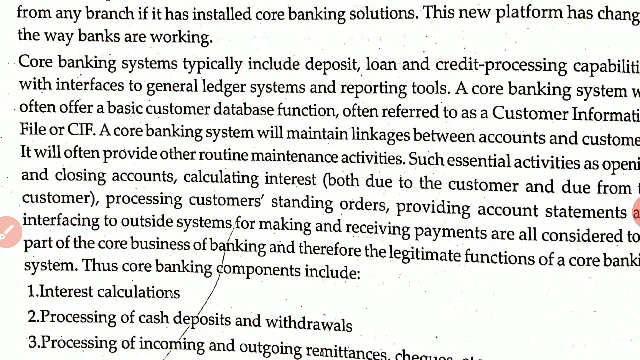 from any branch if it has installed core banking solutions. This new platform has chang
the way banks are working.
Core banking systems typically include deposit, loan and credit-processing capabiliti
with interfaces to general ledger systems and reporting tools. A core banking system w
often offer a basic customer database function, often referred to as a Customer Informati
File or CIF. A core banking system will maintain linkages between accounts and custome
It will often provide other routine maintenance activities. Such essential activities as openi
and closing accounts, calculating interest (both due to the customer and due from t
customer), processing customers' standing orders, providing account statements a
interfacing to outside systems for making and receiving payments are all considered to
part of the core business of banking and therefore the legitimate functions of a core banki
system. Thus core banking components include:
1.Interest calculations
2.Processing of cash deposits and withdrawals
3.Processing of incoming and outgoing remittances, cheques,